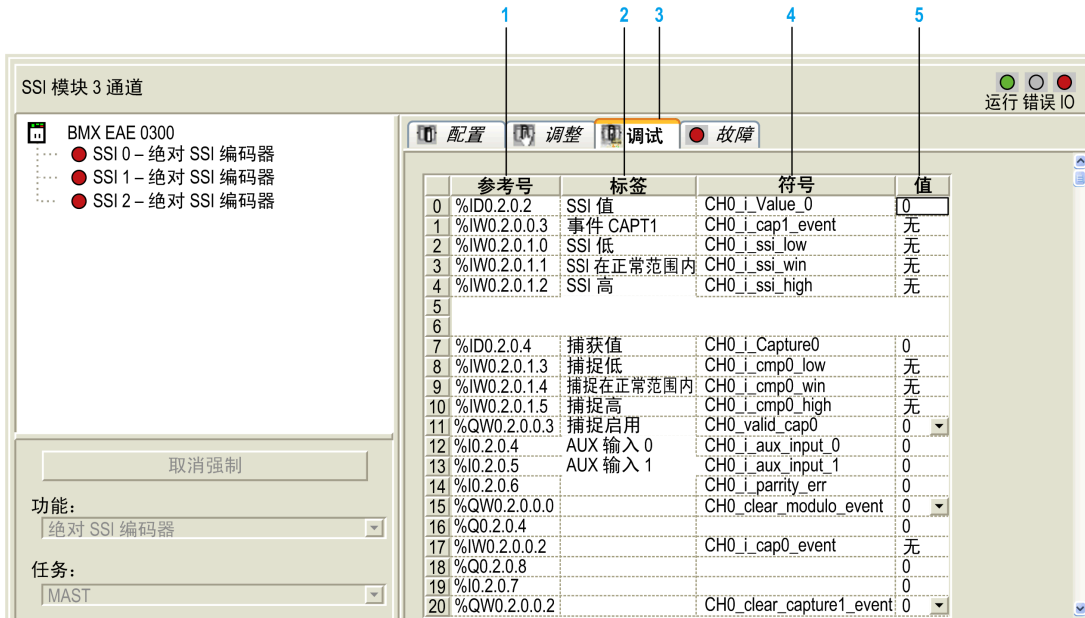 1 2 3 4 5
SSI 模块 3 通道
运行 错误 IO
BMX EAE 0300
SSI 0 – 绝对 SSI 编码器
SSI 1 – 绝对 SSI 编码器
SSI 2 – 绝对 SSI 编码器
取消强制
功能:
绝对 SSI 编码器
任务:
MAST
配置 调整 调试 故障
参考号 标签 符号 值
0 %ID0.2.0.2 SSI 值 CH0_i_Value_0 0
1 %IW0.2.0.0.3 事件 CAPT1 CH0_i_cap1_event 无
2 %IW0.2.0.1.0 SSI 低 CH0_i_ssi_low 无
3 %IW0.2.0.1.1 SSI 在正常范围内 CH0_i_ssi_win 无
4 %IW0.2.0.1.2 SSI 高 CH0_i_ssi_high 无
5
6
7 %ID0.2.0.4 捕获值 CH0_i_Capture0 0
8 %IW0.2.0.1.3 捕捉低 CH0_i_cmp0_low 无
9 %IW0.2.0.1.4 捕捉在正常范围内 CH0_i_cmp0_win 无
10 %IW0.2.0.1.5 捕捉高 CH0_i_cmp0_high 无
11 %QW0.2.0.0.3 捕捉启用 CH0_valid_cap0 0
12 %I0.2.0.4 AUX 输入 0 CH0_i_aux_input_0 0
13 %I0.2.0.5 AUX 输入 1 CH0_i_aux_input_1 0
14 %I0.2.0.6 CH0_i_parrity_err 0
15 %QW0.2.0.0.0 CH0_clear_modulo_event 0
16 %Q0.2.0.4 0
17 %IW0.2.0.0.2 CH0_i_cap0_event 无
18 %Q0.2.0.8 0
19 %I0.2.0.7 0
20 %QW0.2.0.0.2 CH0_clear_capture1_event 0